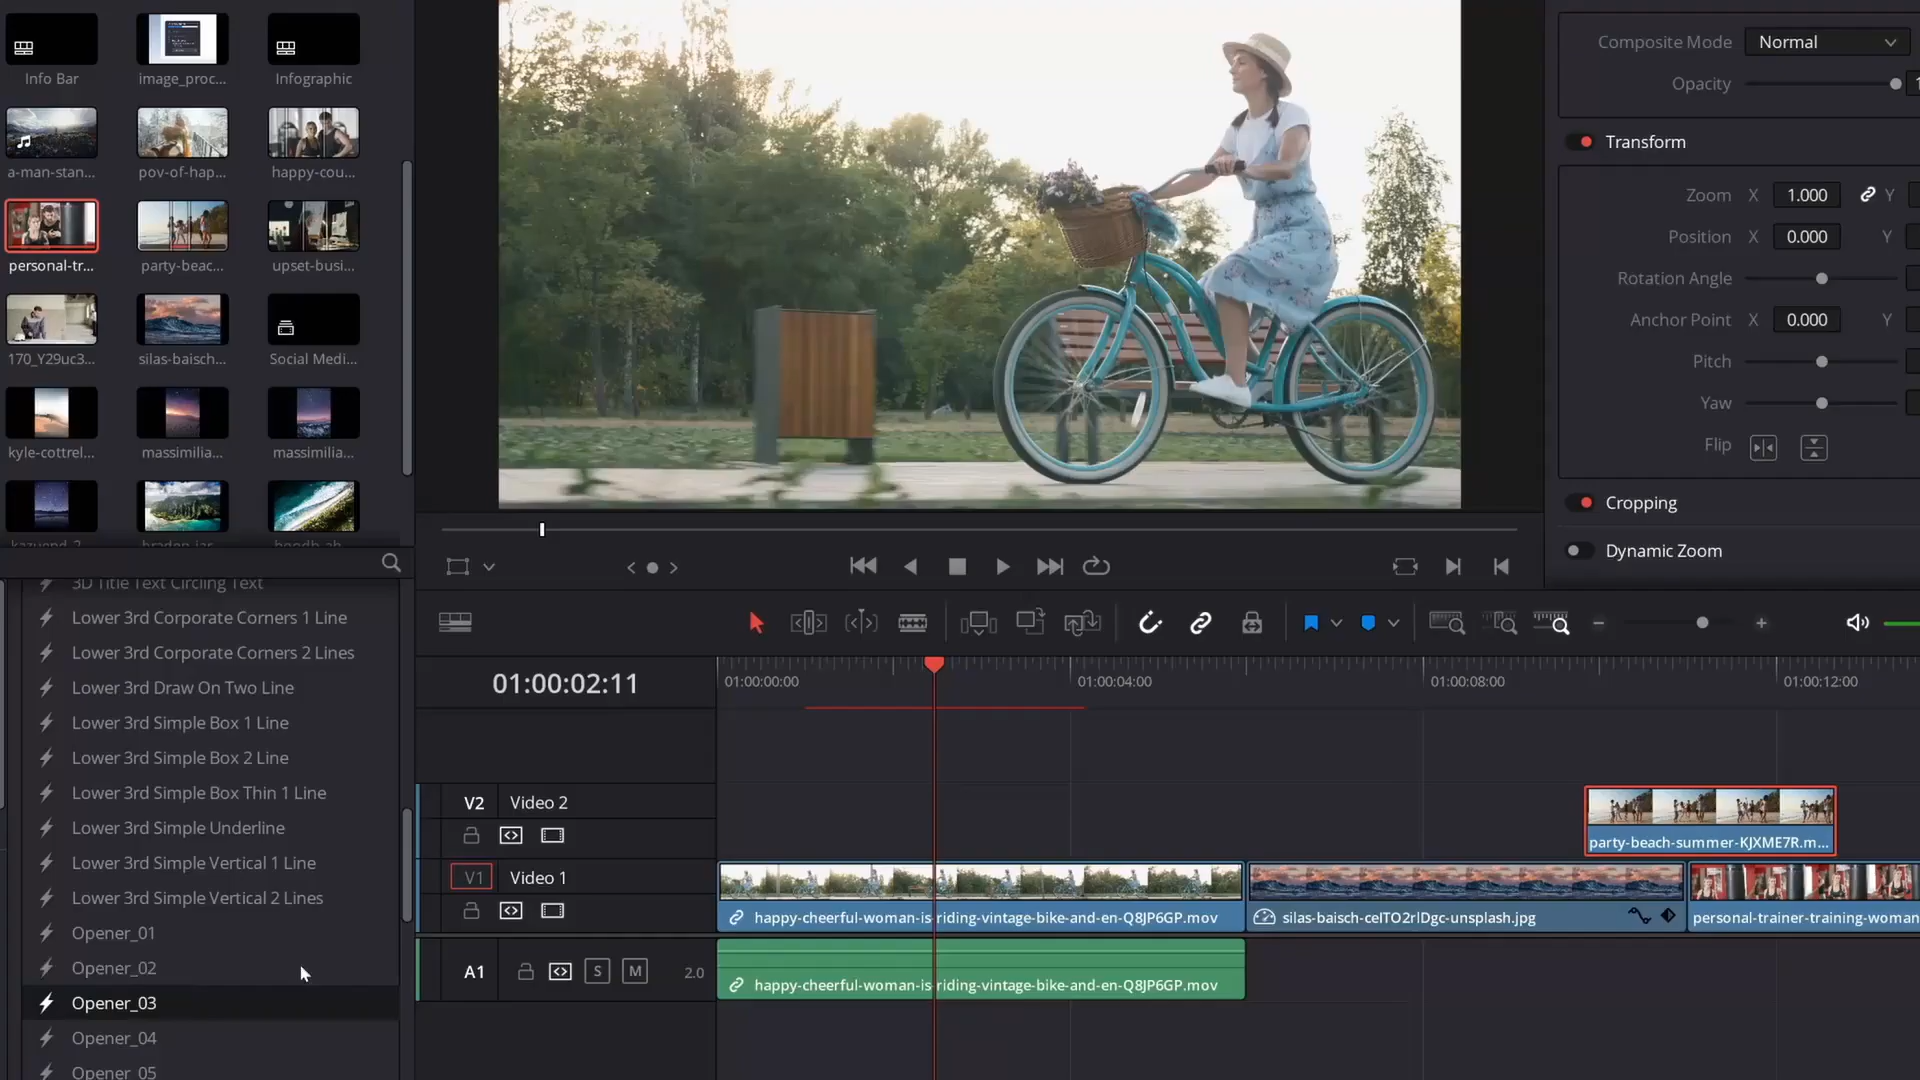 Info Bar
image_proc...
Infographic
a-man-stan...
pov-of-hap...
happy-cou...
personal-tr...
party-beac...
upset-busi...
170_Y29uc3...
silas-baisch...
Social Medi...
kyle-cottrel...
massimilia...
massimilia...
Composite Mode
Normal
Opacity
Transform
Zoom X 1.000 Y
Position X 0.000 Y
Rotation Angle
Anchor Point X 0.000 Y
Pitch
Yaw
Flip
Cropping
Dynamic Zoom
3D Title Text Circling Text
Lower 3rd Corporate Corners 1 Line
Lower 3rd Corporate Corners 2 Lines
Lower 3rd Draw On Two Line
Lower 3rd Simple Box 1 Line
Lower 3rd Simple Box 2 Line
Lower 3rd Simple Box Thin 1 Line
Lower 3rd Simple Underline
Lower 3rd Simple Vertical 1 Line
Lower 3rd Simple Vertical 2 Lines
Opener_01
Opener_02
Opener_03
Opener_04
Opener_05
01:00:02:11
01:00:00:00
01:00:04:00
01:00:08:00
01:00:12:00
V2 Video 2
party-beach-summer-KJXME7R.m...
V1 Video 1
happy-cheerful-woman-is-riding-vintage-bike-and-en-Q8JP6GP.mov
silas-baisch-celTO2rlDgc-unsplash.jpg
personal-trainer-training-woman
A1 S M 2.0
happy-cheerful-woman-is-riding-vintage-bike-and-en-Q8JP6GP.mov